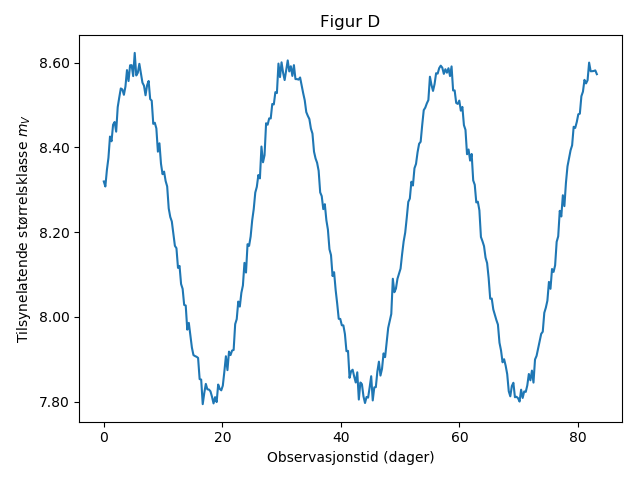 Figur D
Tilsynelatende størrelsklasse $m_V$
8.60
8.40
8.20
8.00
7.80
0 20 40 60 80
Observasjonstid (dager)